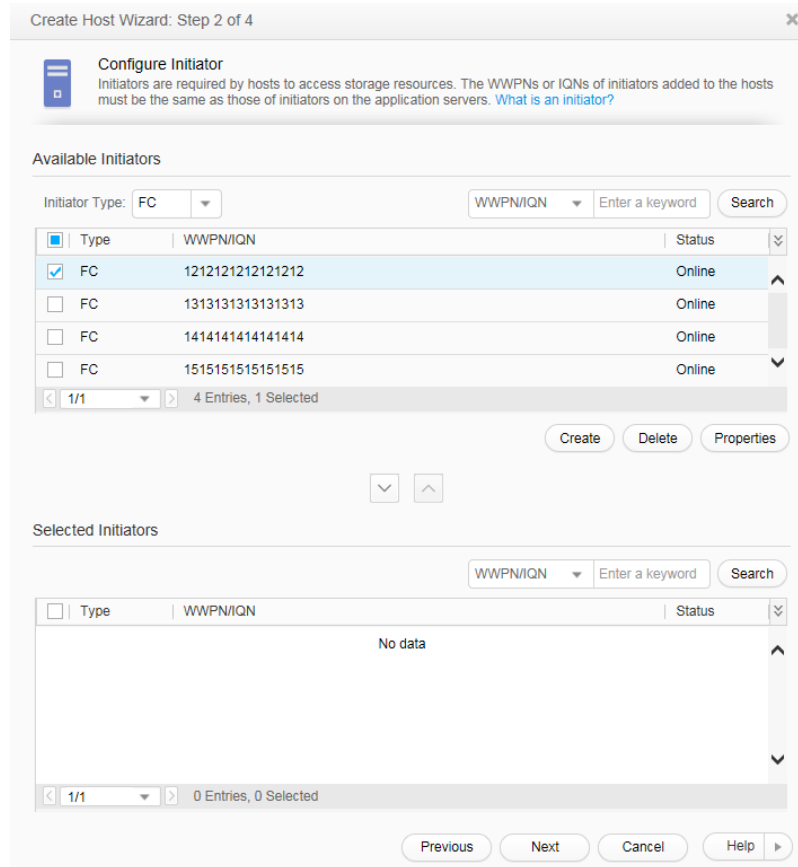 Create Host Wizard: Step 2 of 4
Configure Initiator
Initiators are required by hosts to access storage resources. The WWPNs or IQNs of initiators added to the hosts
must be the same as those of initiators on the application servers. What is an initiator?
Available Initiators
Initiator Type: FC WWPN/IQN Enter a keyword Search
Type WWPN/IQN Status
FC 1212121212121212 Online
FC 1313131313131313 Online
FC 1414141414141414 Online
FC 1515151515151515 Online
1/1 4 Entries, 1 Selected
Create Delete Properties
Selected Initiators
WWPN/IQN Enter a keyword Search
Type WWPN/IQN Status
No data
1/1 0 Entries, 0 Selected
Previous Next Cancel Help